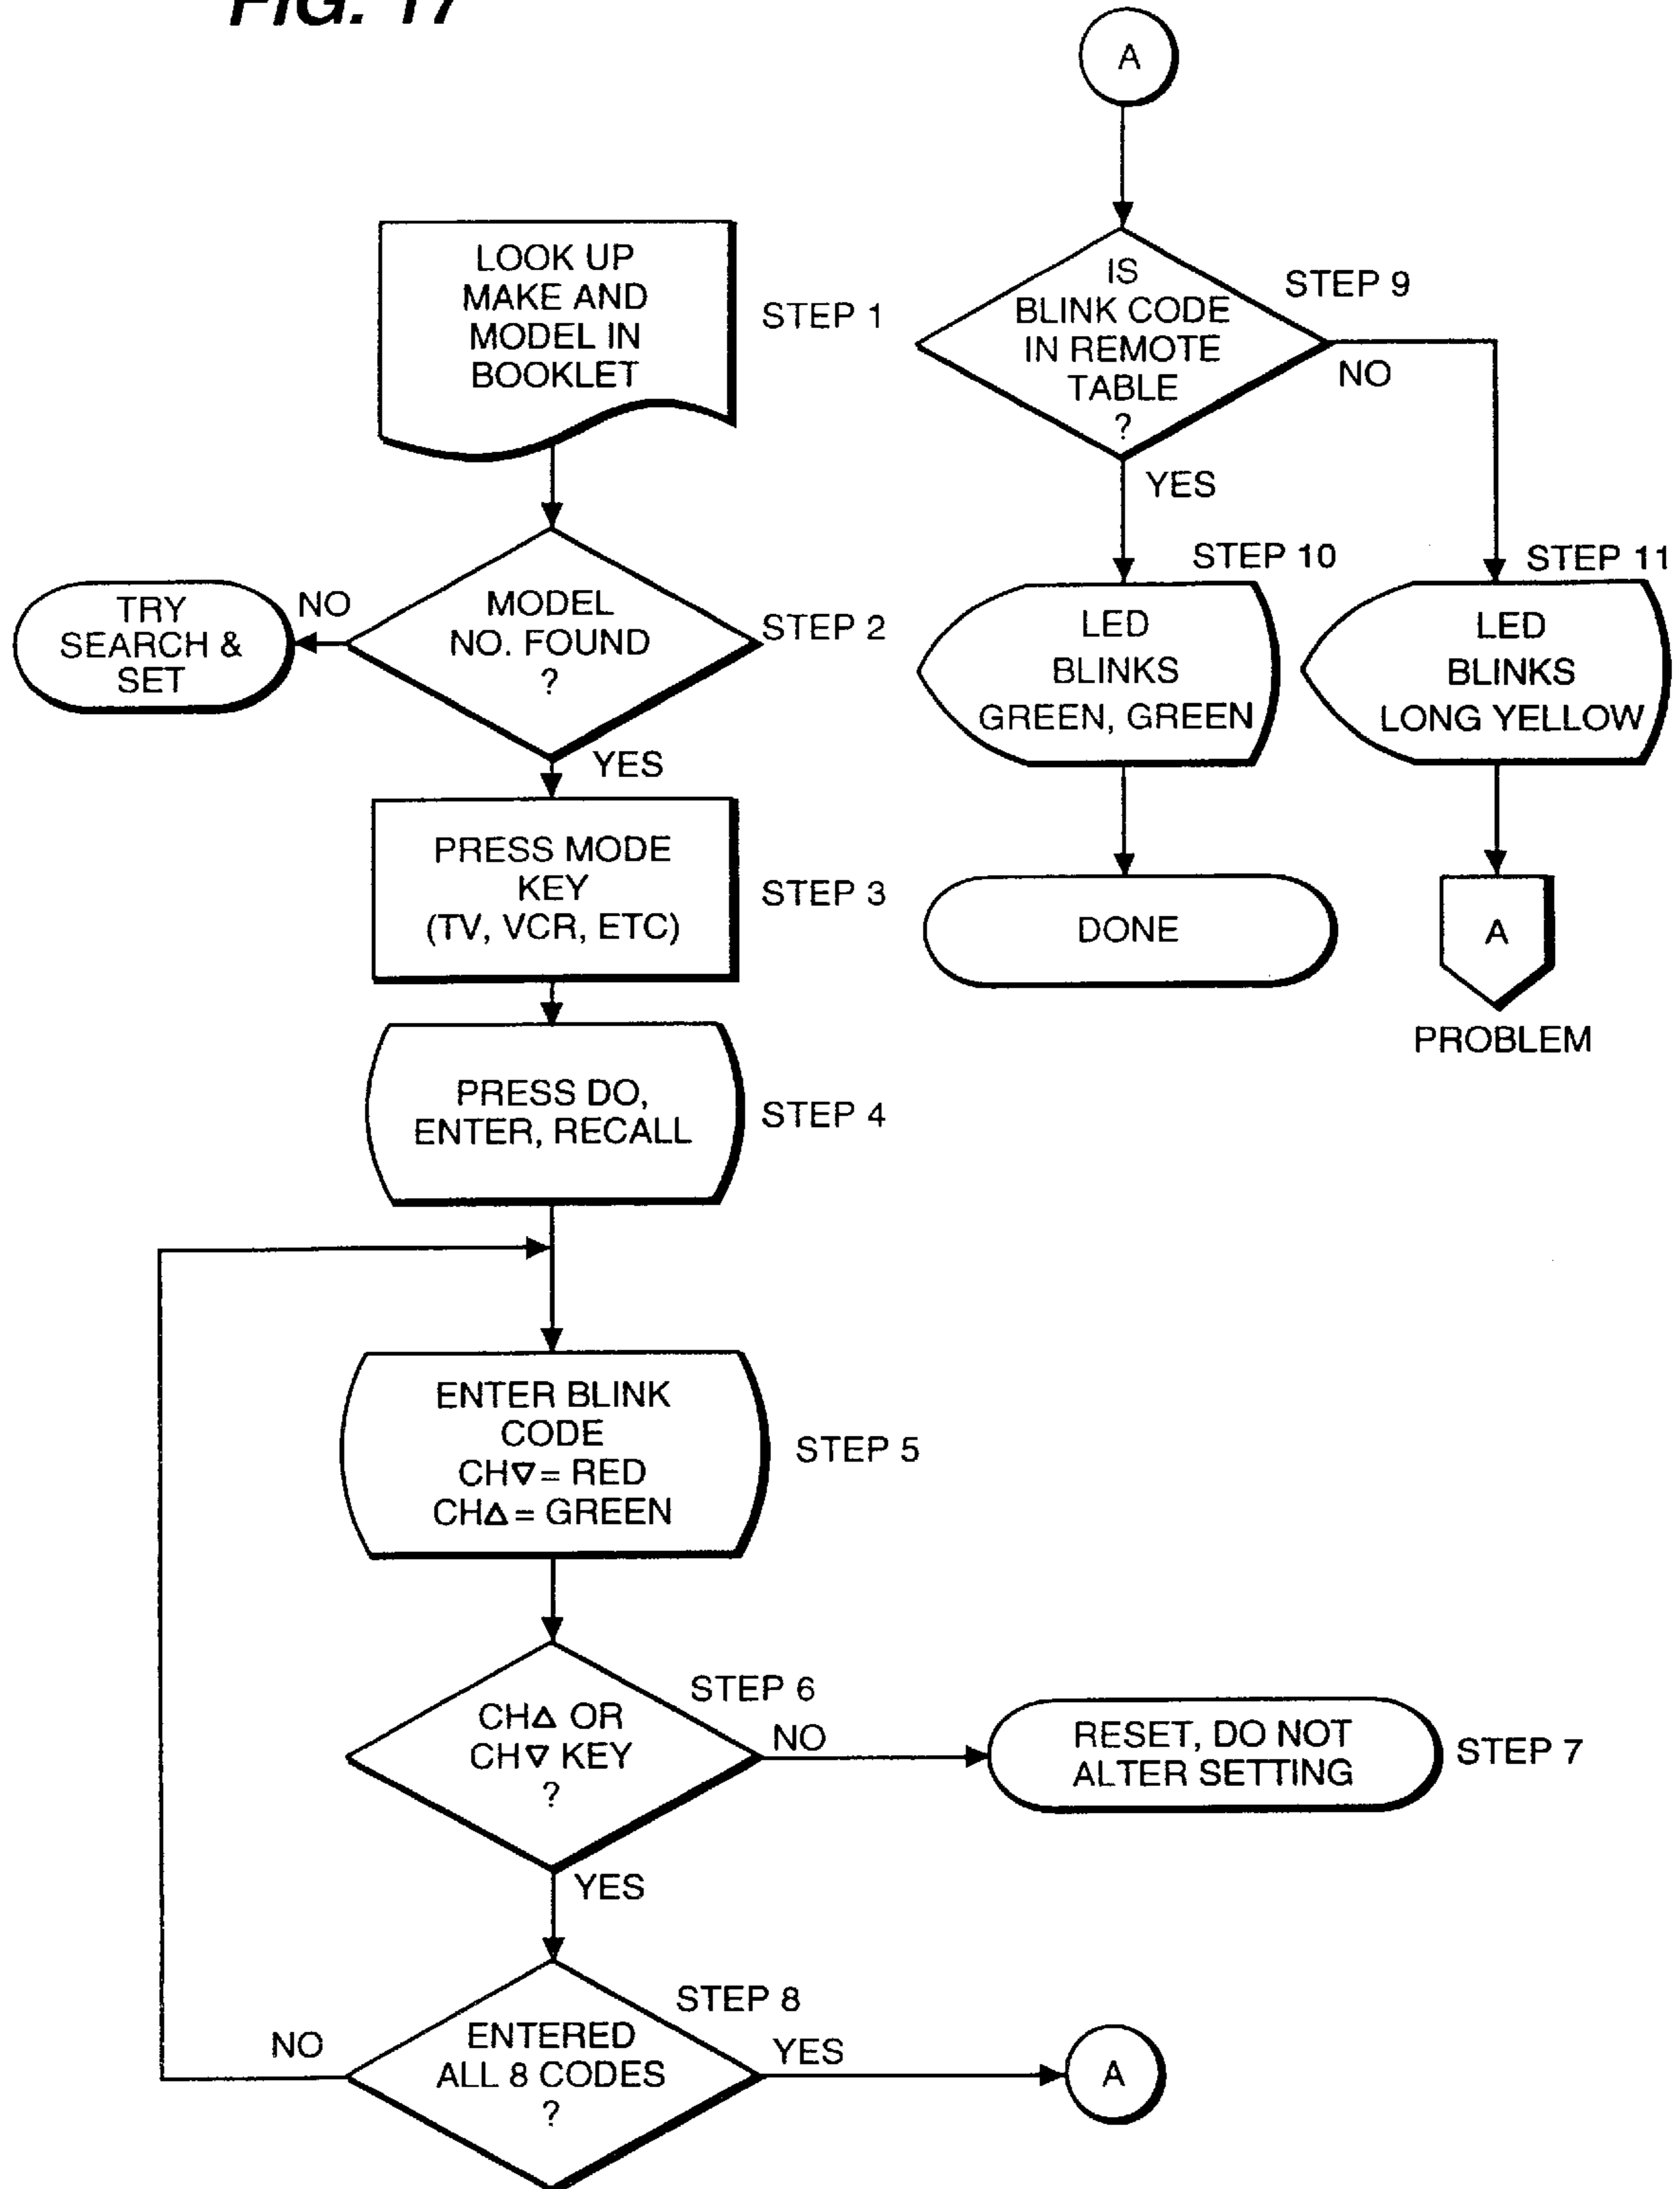 FIG. 17
LOOK UP
MAKE AND
MODEL IN
BOOKLET
STEP 1
MODEL
NO. FOUND
?
STEP 2
NO
TRY
SEARCH &
SET
YES
PRESS MODE
KEY
(TV, VCR, ETC)
STEP 3
PRESS DO,
ENTER, RECALL
STEP 4
ENTER BLINK
CODE
CH▽= RED
CH△= GREEN
STEP 5
CH△ OR
CH▽ KEY
?
STEP 6
NO
RESET, DO NOT
ALTER SETTING
STEP 7
YES
ENTERED
ALL 8 CODES
?
STEP 8
NO
YES
A
A
IS
BLINK CODE
IN REMOTE
TABLE
?
STEP 9
NO
YES
STEP 10
LED
BLINKS
GREEN, GREEN
DONE
STEP 11
LED
BLINKS
LONG YELLOW
A
PROBLEM